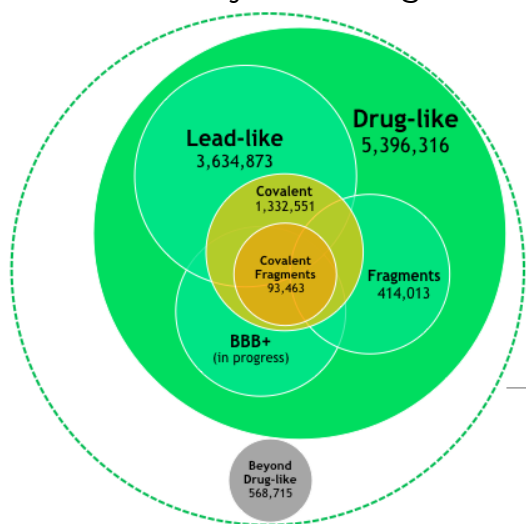 Drug-like
5,396,316
Lead-like
3,634,873
Covalent
1,332,551
Covalent
Fragments
93,463
Fragments
414,013
BBB+
(in progress)
Beyond
Drug-like
568,715